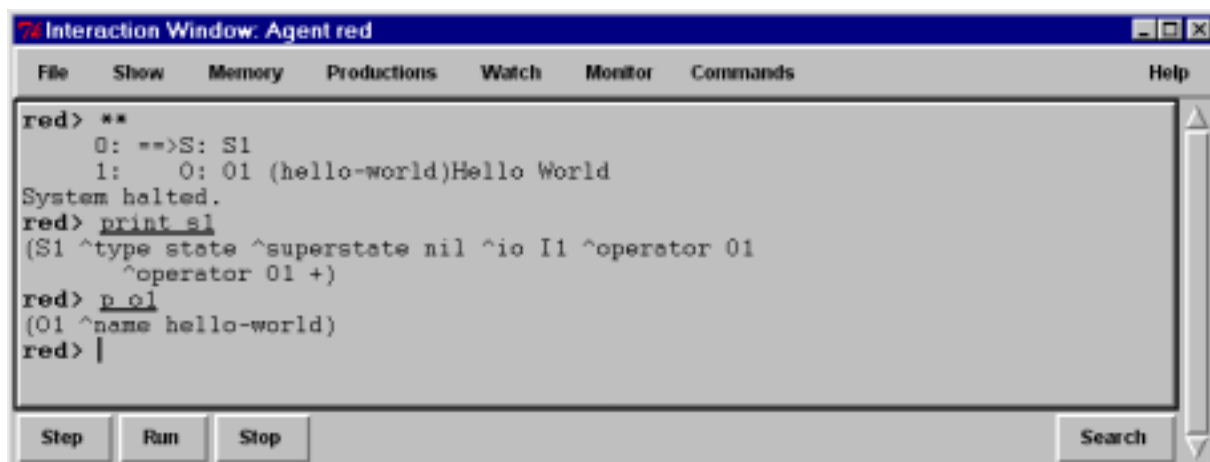 Interaction Window: Agent red
File Show Memory Productions Watch Monitor Commands Help
red> **
0: ==>S: S1
1: O: O1 (hello-world)Hello World
System halted.
red> print s1
(S1 ^type state ^superstate nil ^io I1 ^operator O1
^operator O1 +)
red> p o1
(O1 ^name hello-world)
red>
Step Run Stop Search